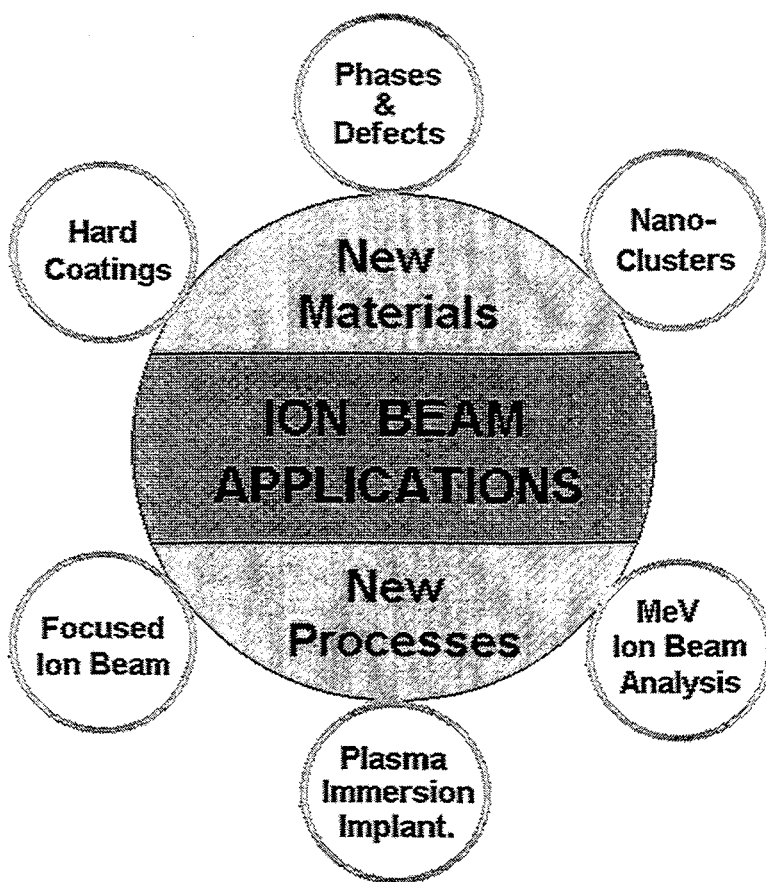 Phases
&
Defects
Hard
Coatings
Nano-
Clusters
New
Materials
ION BEAM
APPLICATIONS
New
Processes
Focused
Ion Beam
MeV
Ion Beam
Analysis
Plasma
Immersion
Implant.